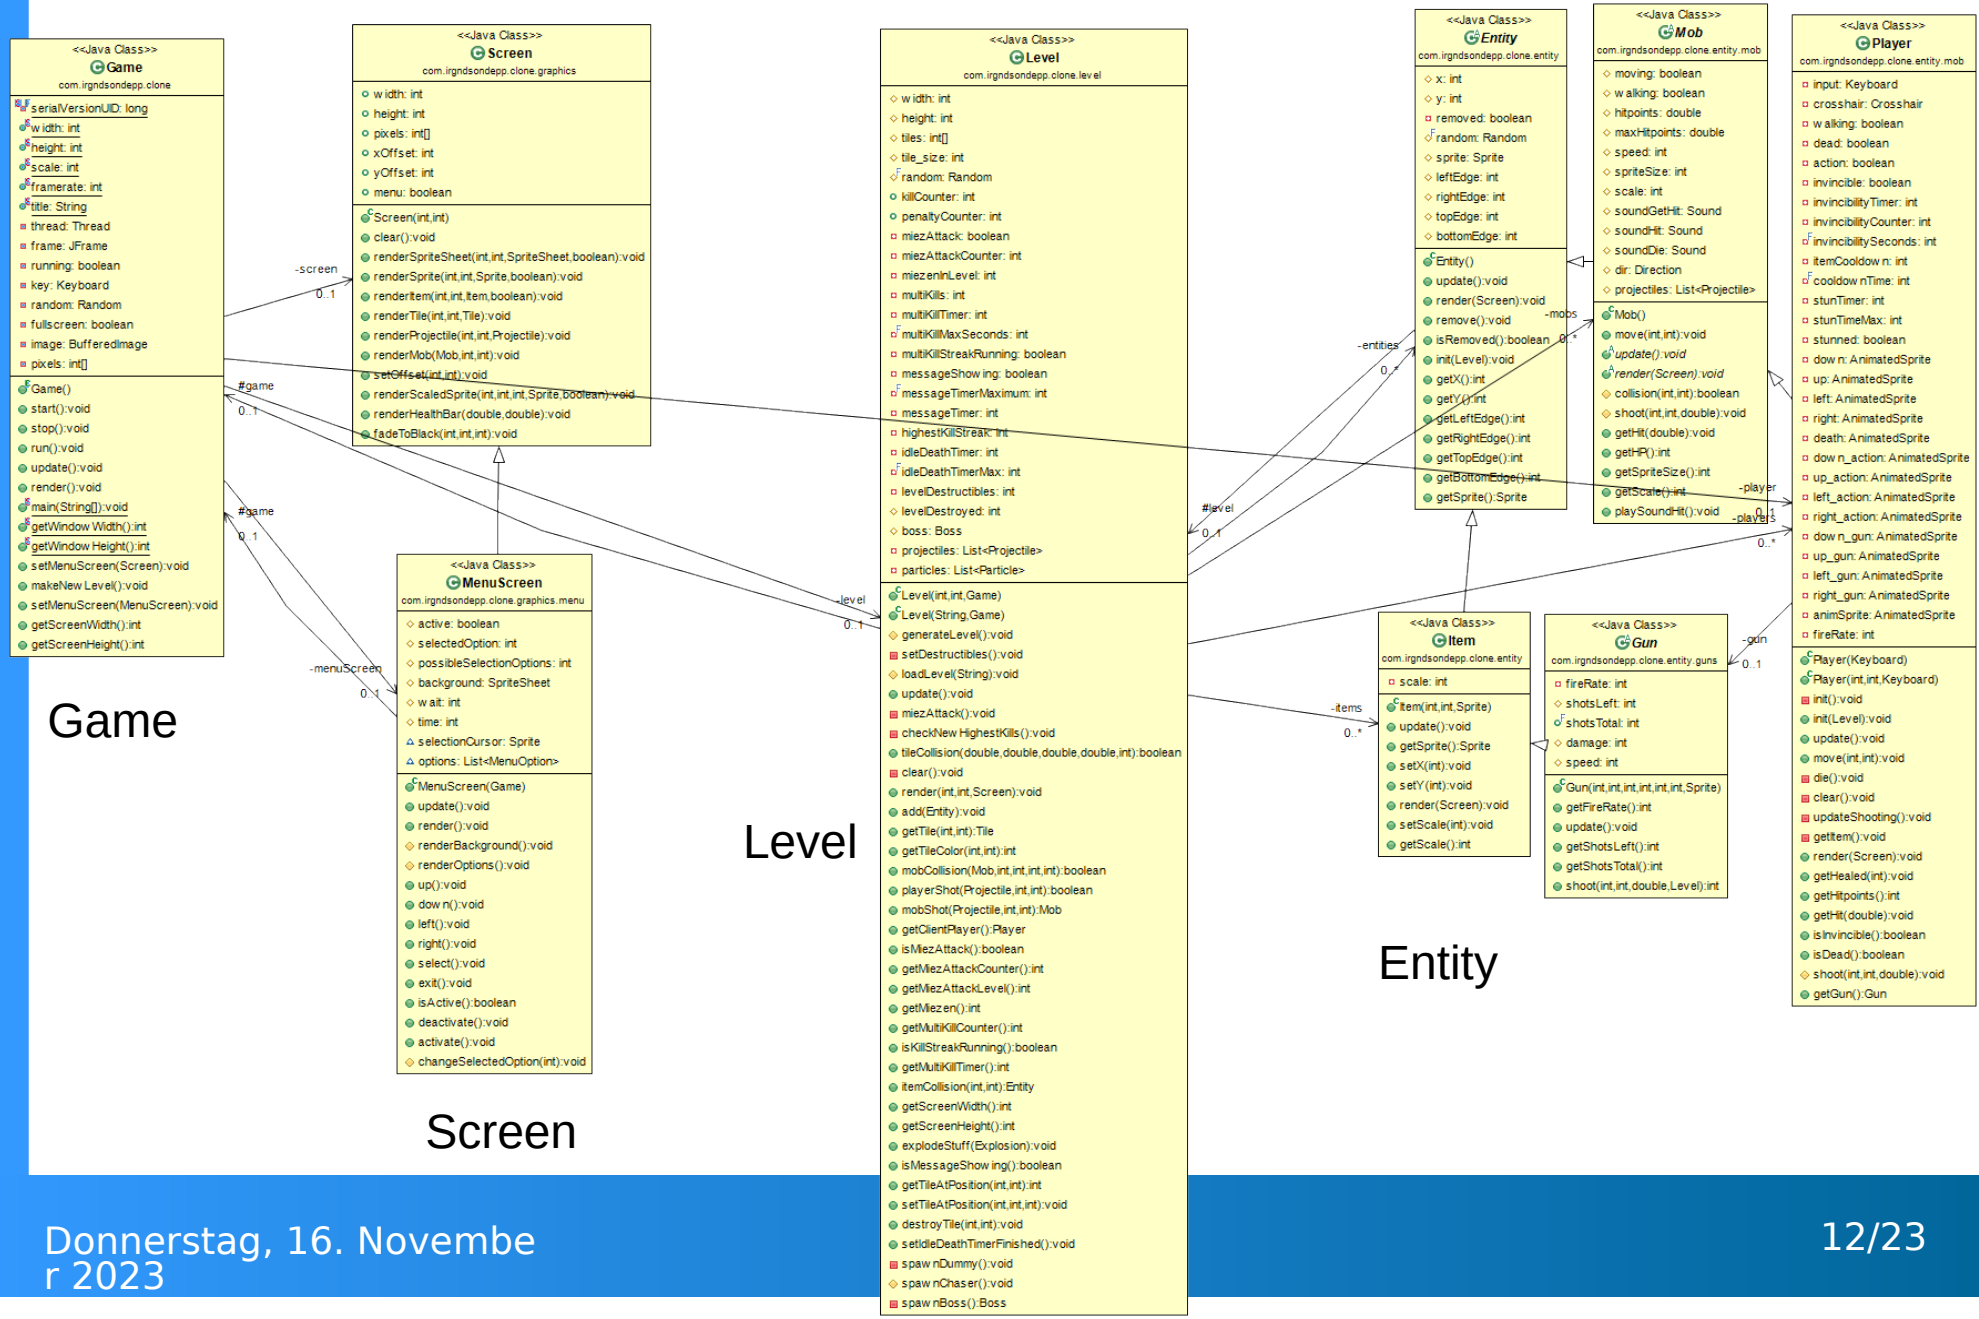 <<Java Class>>
Game
com.irgndsondepp.clone
serialVersionUID: long
width: int
height: int
scale: int
framerate: int
title: String
thread: Thread
frame: JFrame
running: boolean
key: Keyboard
random: Random
fullscreen: boolean
image: BufferedImage
pixels: int[]
Game()
start():void
stop():void
run():void
update():void
render():void
main(String[]):void
getWindowWidth():int
getWindowHeight():int
setMenuScreen(Screen):void
makeNewLevel():void
setMenuScreen(MenuScreen):void
getScreenWidth():int
getScreenHeight():int
Game
-screen
0..1
#game
0..1
#game
0..1
-menuScreen
0..1
<<Java Class>>
Screen
com.irgndsondepp.clone.graphics
width: int
height: int
pixels: int[]
xOffset: int
yOffset: int
menu: boolean
Screen(int,int)
clear():void
renderSpriteSheet(int,int,SpriteSheet,boolean):void
renderSprite(int,int,Sprite,boolean):void
renderItem(int,int,Item,boolean):void
renderTile(int,int,Tile):void
renderProjectile(int,int,Projectile):void
renderMob(Mob,int,int):void
setOffset(int,int):void
renderScaledSprite(int,int,int,Sprite,boolean):void
renderHealthBar(double,double):void
fadeToBlack(int,int,int):void
<<Java Class>>
MenuScreen
com.irgndsondepp.clone.graphics.menu
active: boolean
selectedOption: int
possibleSelectionOptions: int
background: SpriteSheet
wait: int
time: int
selectionCursor: Sprite
options: List<MenuOption>
MenuScreen(Game)
update():void
render():void
renderBackground():void
renderOptions():void
up():void
down():void
left():void
right():void
select():void
exit():void
isActive():boolean
deactivate():void
activate():void
changeSelectedOption(int):void
Screen
-level
0..1
Level
<<Java Class>>
Level
com.irgndsondepp.clone.level
width: int
height: int
tiles: int[]
tile_size: int
random: Random
killCounter: int
penaltyCounter: int
miezAttack: boolean
miezAttackCounter: int
miezenInLevel: int
multiKills: int
multiKillTimer: int
multiKillMaxSeconds: int
multiKillStreakRunning: boolean
messageShowing: boolean
messageTimerMaximum: int
messageTimer: int
highestKillStreak: int
idleDeathTimer: int
idleDeathTimerMax: int
levelDestructibles: int
levelDestroyed: int
boss: Boss
projectiles: List<Projectile>
particles: List<Particle>
Level(int,int,Game)
Level(String,Game)
generateLevel():void
setDestructibles():void
loadLevel(String):void
update():void
miezAttack():void
checkNewHighestKills():void
tileCollision(double,double,double,double,int):boolean
clear():void
render(int,int,Screen):void
add(Entity):void
getTile(int,int):Tile
getTileColor(int,int):int
mobCollision(Mob,int,int,int,int):boolean
playerShot(Projectile,int,int):boolean
mobShot(Projectile,int,int):Mob
getClientPlayer():Player
isMiezAttack():boolean
getMiezAttackCounter():int
getMiezAttackLevel():int
getMiezen():int
getMultiKillCounter():int
isKillStreakRunning():boolean
getMultiKillTimer():int
itemCollision(int,int):Entity
getScreenWidth():int
getScreenHeight():int
explodeStuff(Explosion):void
isMessageShowing():boolean
getTileAtPosition(int,int):int
setTileAtPosition(int,int,int):void
destroyTile(int,int):void
setIdleDeathTimerFinished():void
spawnDummy():void
spawnChaser():void
spawnBoss():Boss
-entities
0..*
#level
0..1
-mobs
0..*
-items
0..*
<<Java Class>>
Entity
com.irgndsondepp.clone.entity
x: int
y: int
removed: boolean
random: Random
sprite: Sprite
leftEdge: int
rightEdge: int
topEdge: int
bottomEdge: int
Entity()
update():void
render(Screen):void
remove():void
isRemoved():boolean
init(Level):void
getX():int
getY():int
getLeftEdge():int
getRightEdge():int
getTopEdge():int
getBottomEdge():int
getSprite():Sprite
<<Java Class>>
Mob
com.irgndsondepp.clone.entity.mob
moving: boolean
walking: boolean
hitpoints: double
maxHitpoints: double
speed: int
spriteSize: int
scale: int
soundGetHit: Sound
soundHit: Sound
soundDie: Sound
dir: Direction
projectiles: List<Projectile>
Mob()
move(int,int):void
update():void
render(Screen):void
collision(int,int):boolean
shoot(int,int,double):void
getHit(double):void
getHP():int
getSpriteSize():int
getScale():int
playSoundHit():void
-player
0..1
-players
0..*
-gun
0..1
<<Java Class>>
Item
com.irgndsondepp.clone.entity
scale: int
Item(int,int,Sprite)
update():void
getSprite():Sprite
setX(int):void
setY(int):void
render(Screen):void
setScale(int):void
getScale():int
<<Java Class>>
Gun
com.irgndsondepp.clone.entity.guns
fireRate: int
shotsLeft: int
shotsTotal: int
damage: int
speed: int
Gun(int,int,int,int,int,int,Sprite)
getFireRate():int
update():void
getShotsLeft():int
getShotsTotal():int
shoot(int,int,double,Level):int
Entity
<<Java Class>>
Player
com.irgndsondepp.clone.entity.mob
input: Keyboard
crosshair: Crosshair
walking: boolean
dead: boolean
action: boolean
invincible: boolean
invincibilityTimer: int
invincibilityCounter: int
invincibilitySeconds: int
itemCooldown: int
cooldownTime: int
stunTimer: int
stunTimeMax: int
stunned: boolean
down: AnimatedSprite
up: AnimatedSprite
left: AnimatedSprite
right: AnimatedSprite
death: AnimatedSprite
down_action: AnimatedSprite
up_action: AnimatedSprite
left_action: AnimatedSprite
right_action: AnimatedSprite
down_gun: AnimatedSprite
up_gun: AnimatedSprite
left_gun: AnimatedSprite
right_gun: AnimatedSprite
animSprite: AnimatedSprite
fireRate: int
Player(Keyboard)
Player(int,int,Keyboard)
init():void
init(Level):void
update():void
move(int,int):void
die():void
clear():void
updateShooting():void
getItem():void
render(Screen):void
getHealed(int):void
getHitpoints():int
getHit(double):void
isInvincible():boolean
isDead():boolean
shoot(int,int,double):void
getGun():Gun
Donnerstag, 16. Novembe
r 2023
12/23